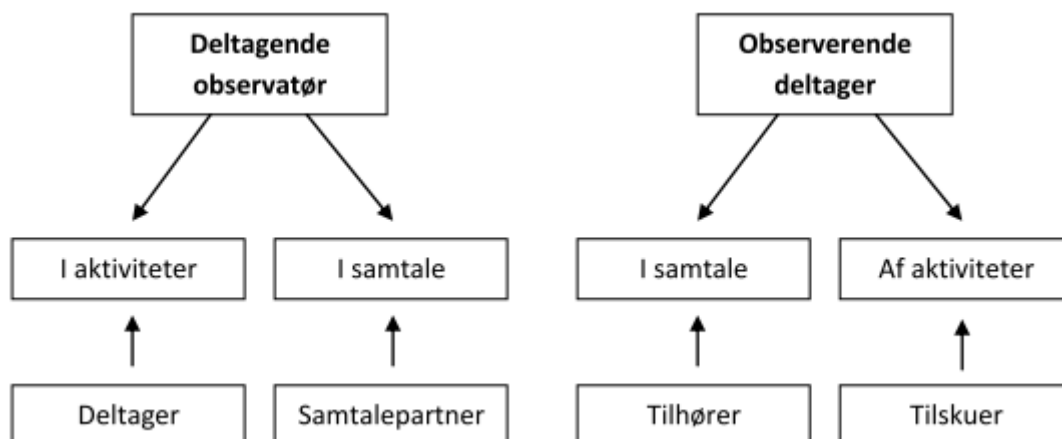 Deltagende
observatør
Observerende
deltager
I aktiviteter
I samtale
I samtale
Af aktiviteter
Deltager
Samtalepartner
Tilhører
Tilskuer